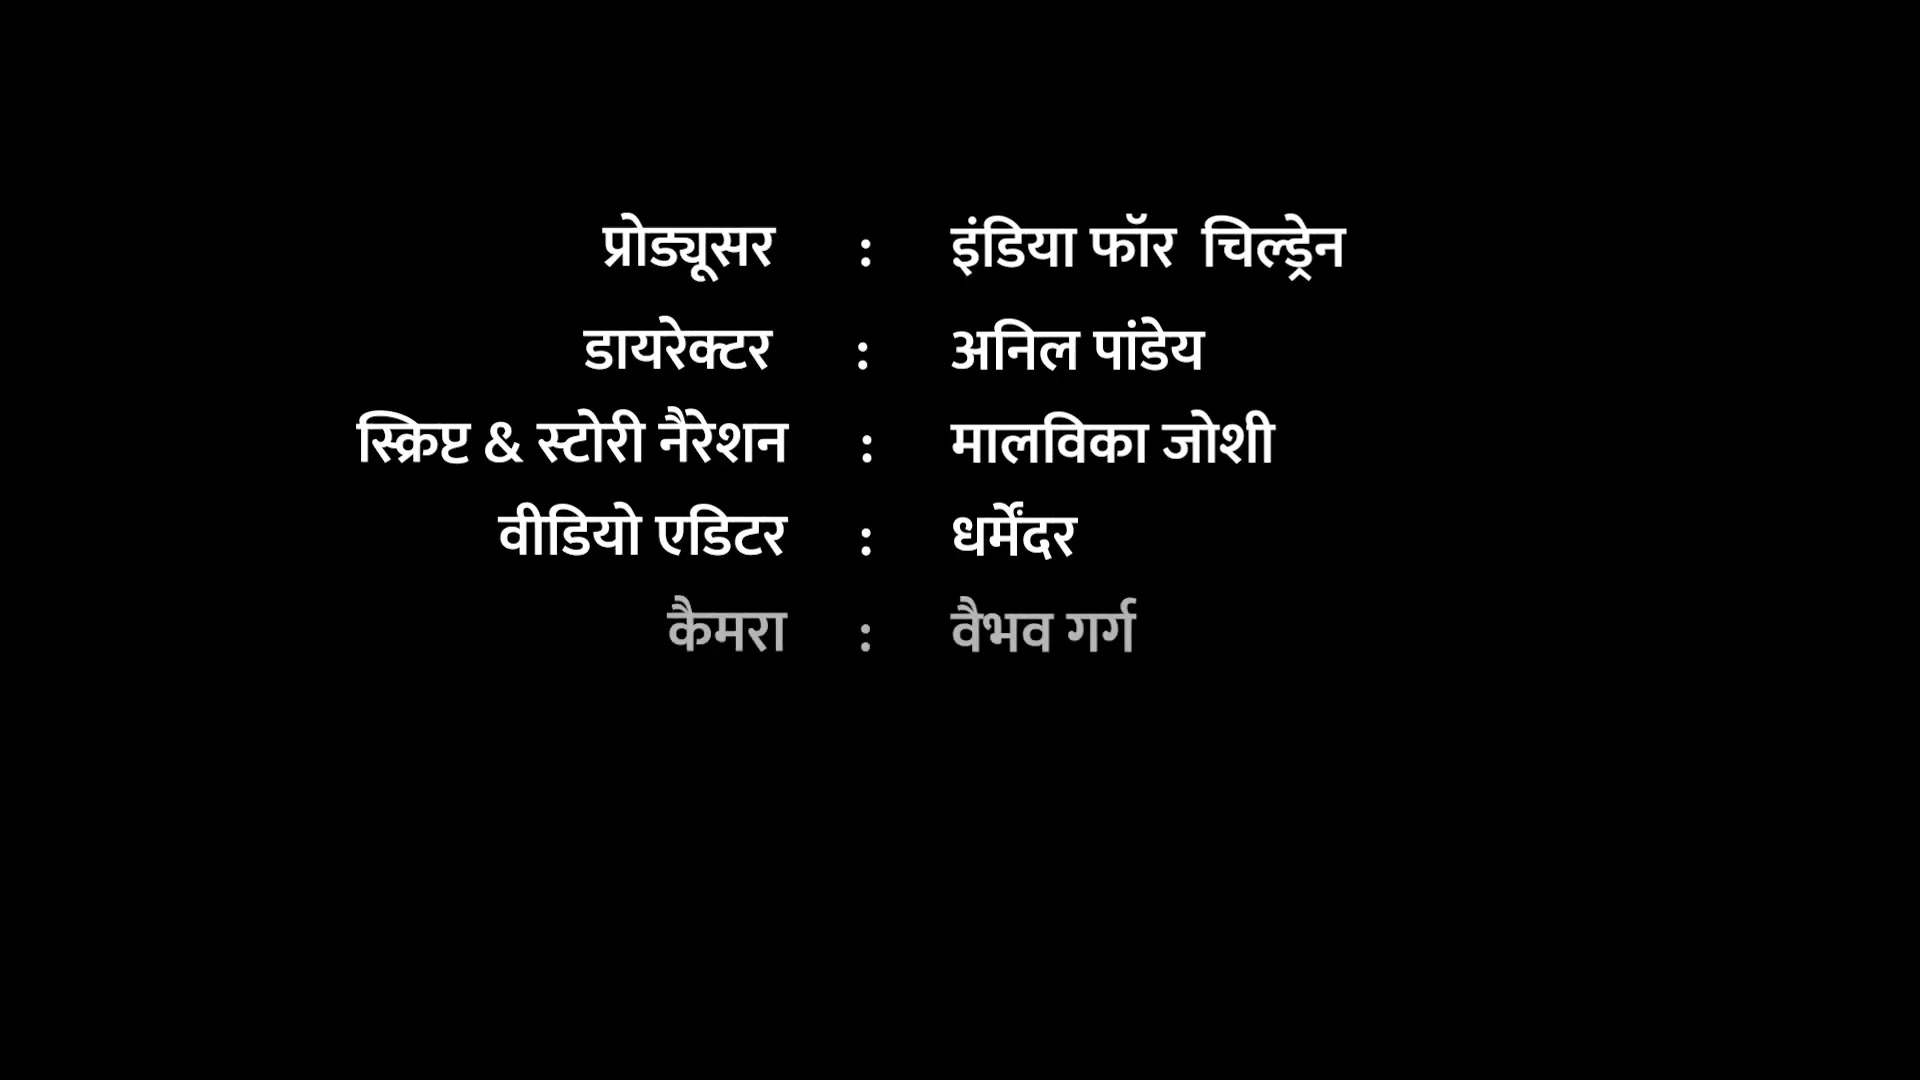 प्रोड्यूसर : इंडिया फॉर चिल्ड्रेन
डायरेक्टर : अनिल पांडेय
स्क्रिप्ट & स्टोरी नैरेशन : मालविका जोशी
वीडियो एडिटर : धर्मेंदर
कैमरा : वैभव गर्ग